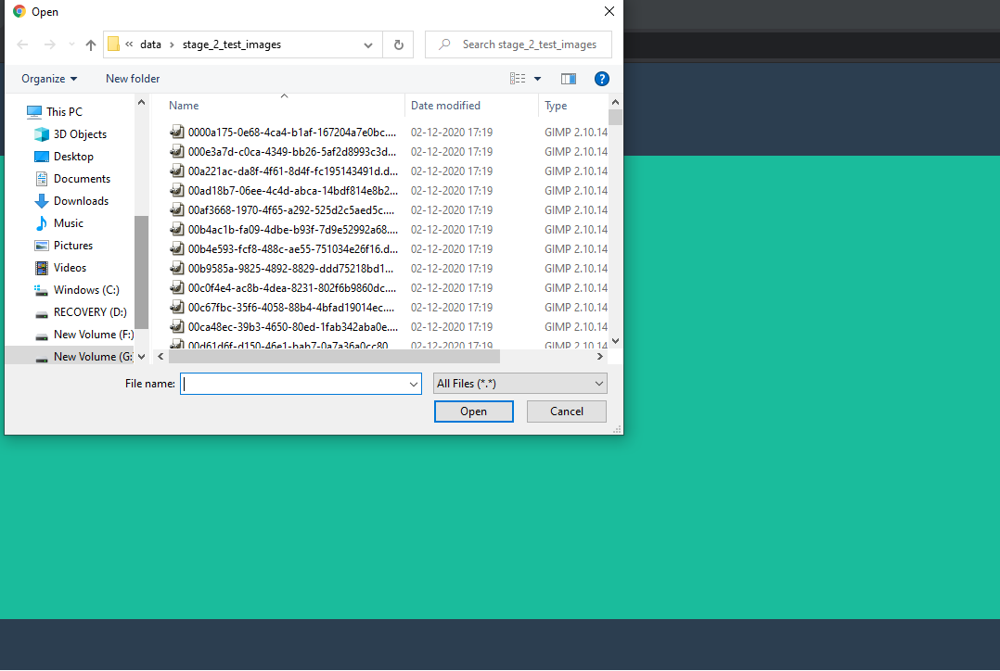 Open
data
stage_2_test_images
Search stage_2_test_images
Organize
New folder
Name
Date modified
Type
This PC
3D Objects
Desktop
Documents
Downloads
Music
Pictures
Videos
Windows (C:)
RECOVERY (D:)
New Volume (F:)
New Volume (G:
0000a175-0e68-4ca4-b1af-167204a7e0bc.... 02-12-2020 17:19 GIMP 2.10.14
000e3a7d-c0ca-4349-bb26-5af2d8993c3d... 02-12-2020 17:19 GIMP 2.10.14
00a221ac-da8f-4f61-8d4f-fc195143491d.d... 02-12-2020 17:19 GIMP 2.10.14
00ad18b7-06ee-4c4d-abca-14bdf814e8b2... 02-12-2020 17:19 GIMP 2.10.14
00af3668-1970-4f65-a292-525d2c5aed5c.... 02-12-2020 17:19 GIMP 2.10.14
00b4ac1b-fa09-4dbe-b93f-7d9e52992a68.... 02-12-2020 17:19 GIMP 2.10.14
00b4e593-fcf8-488c-ae55-751034e26f16.d... 02-12-2020 17:19 GIMP 2.10.14
00b9585a-9825-4892-8829-ddd75218bd1... 02-12-2020 17:19 GIMP 2.10.14
00c0f4e4-ac8b-4dea-8231-802f6b9860dc.... 02-12-2020 17:19 GIMP 2.10.14
00c67fbc-35f6-4058-88b4-4bfad19014ec.... 02-12-2020 17:19 GIMP 2.10.14
00ca48ec-39b3-4650-80ed-1fab342aba0e.... 02-12-2020 17:19 GIMP 2.10.14
00d61d6f-d150-46e1-bab7-0a7a36a0cc80 02-12-2020 17:19 GIMP 2.10.14
File name:
All Files (*.*)
Open
Cancel